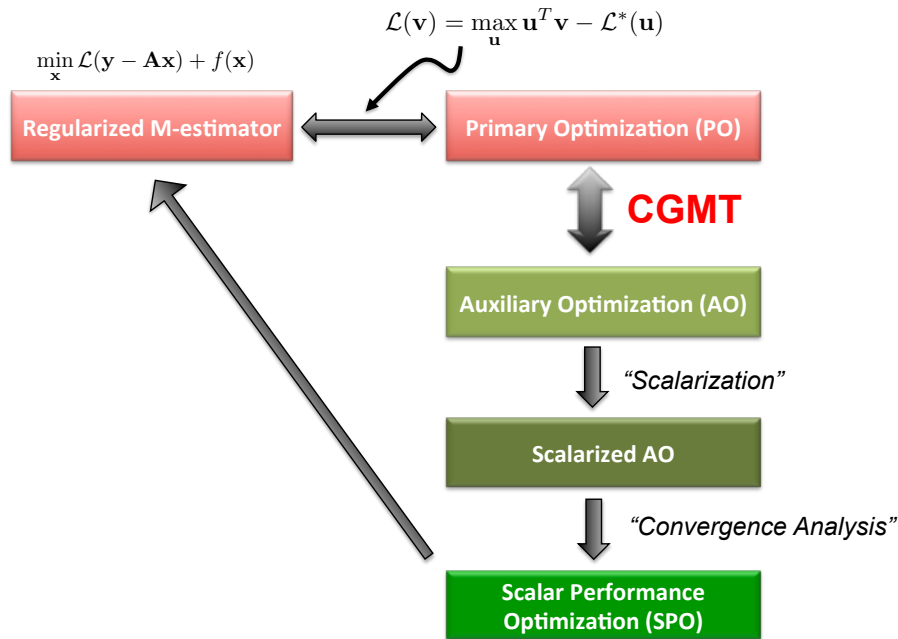 ℒ(𝐯) = max_𝐮 𝐮ᵀ𝐯 − ℒ*(𝐮)
min_𝐱 ℒ(𝐲 − 𝐀𝐱) + f(𝐱)
Regularized M-estimator
Primary Optimization (PO)
CGMT
Auxiliary Optimization (AO)
“Scalarization”
Scalarized AO
“Convergence Analysis”
Scalar Performance
Optimization (SPO)